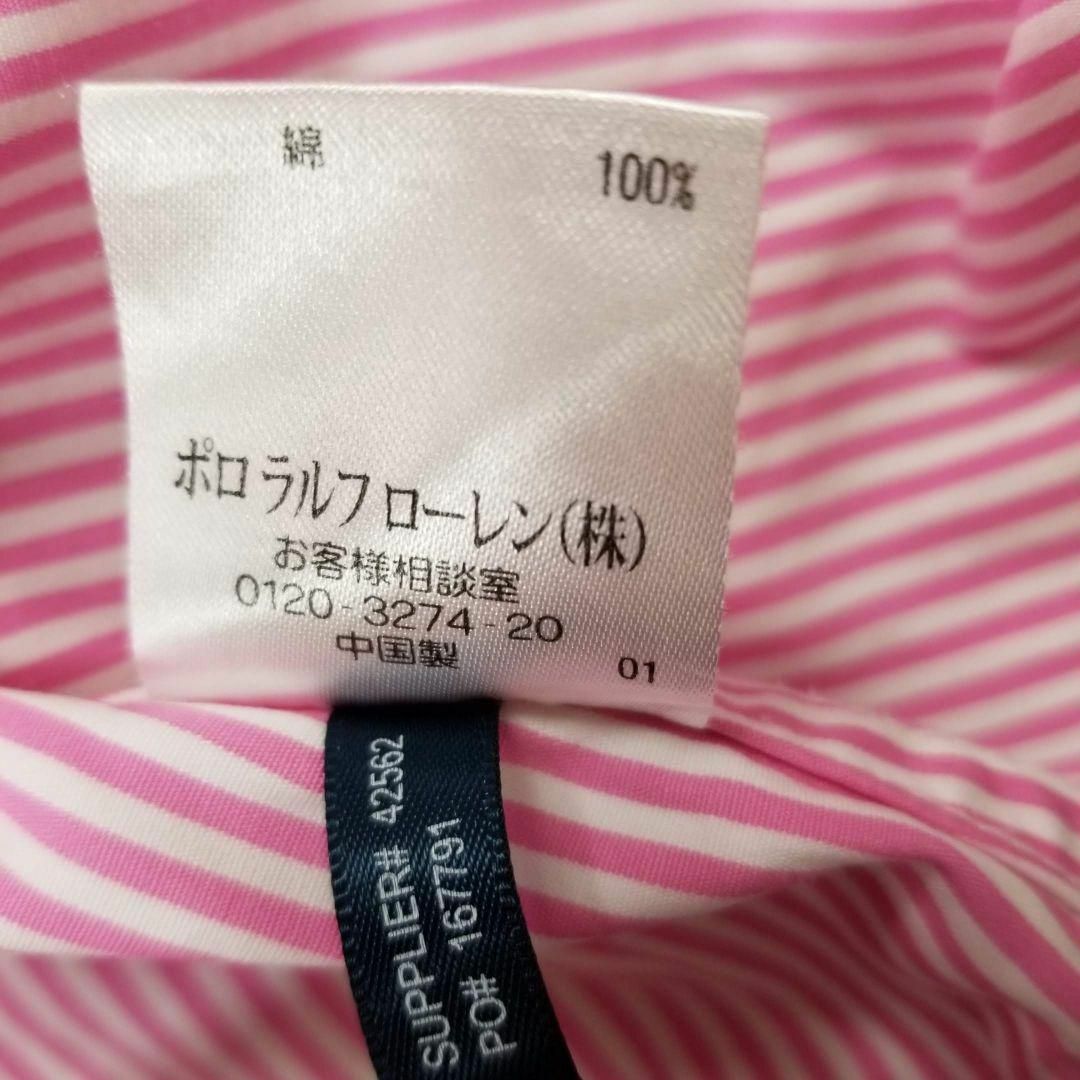 綿 100%
ポロ ラルフ ローレン(株)
お客様相談室
0120-3274-20
中国製 01
SUPPLIER# 42562
PO# 167791